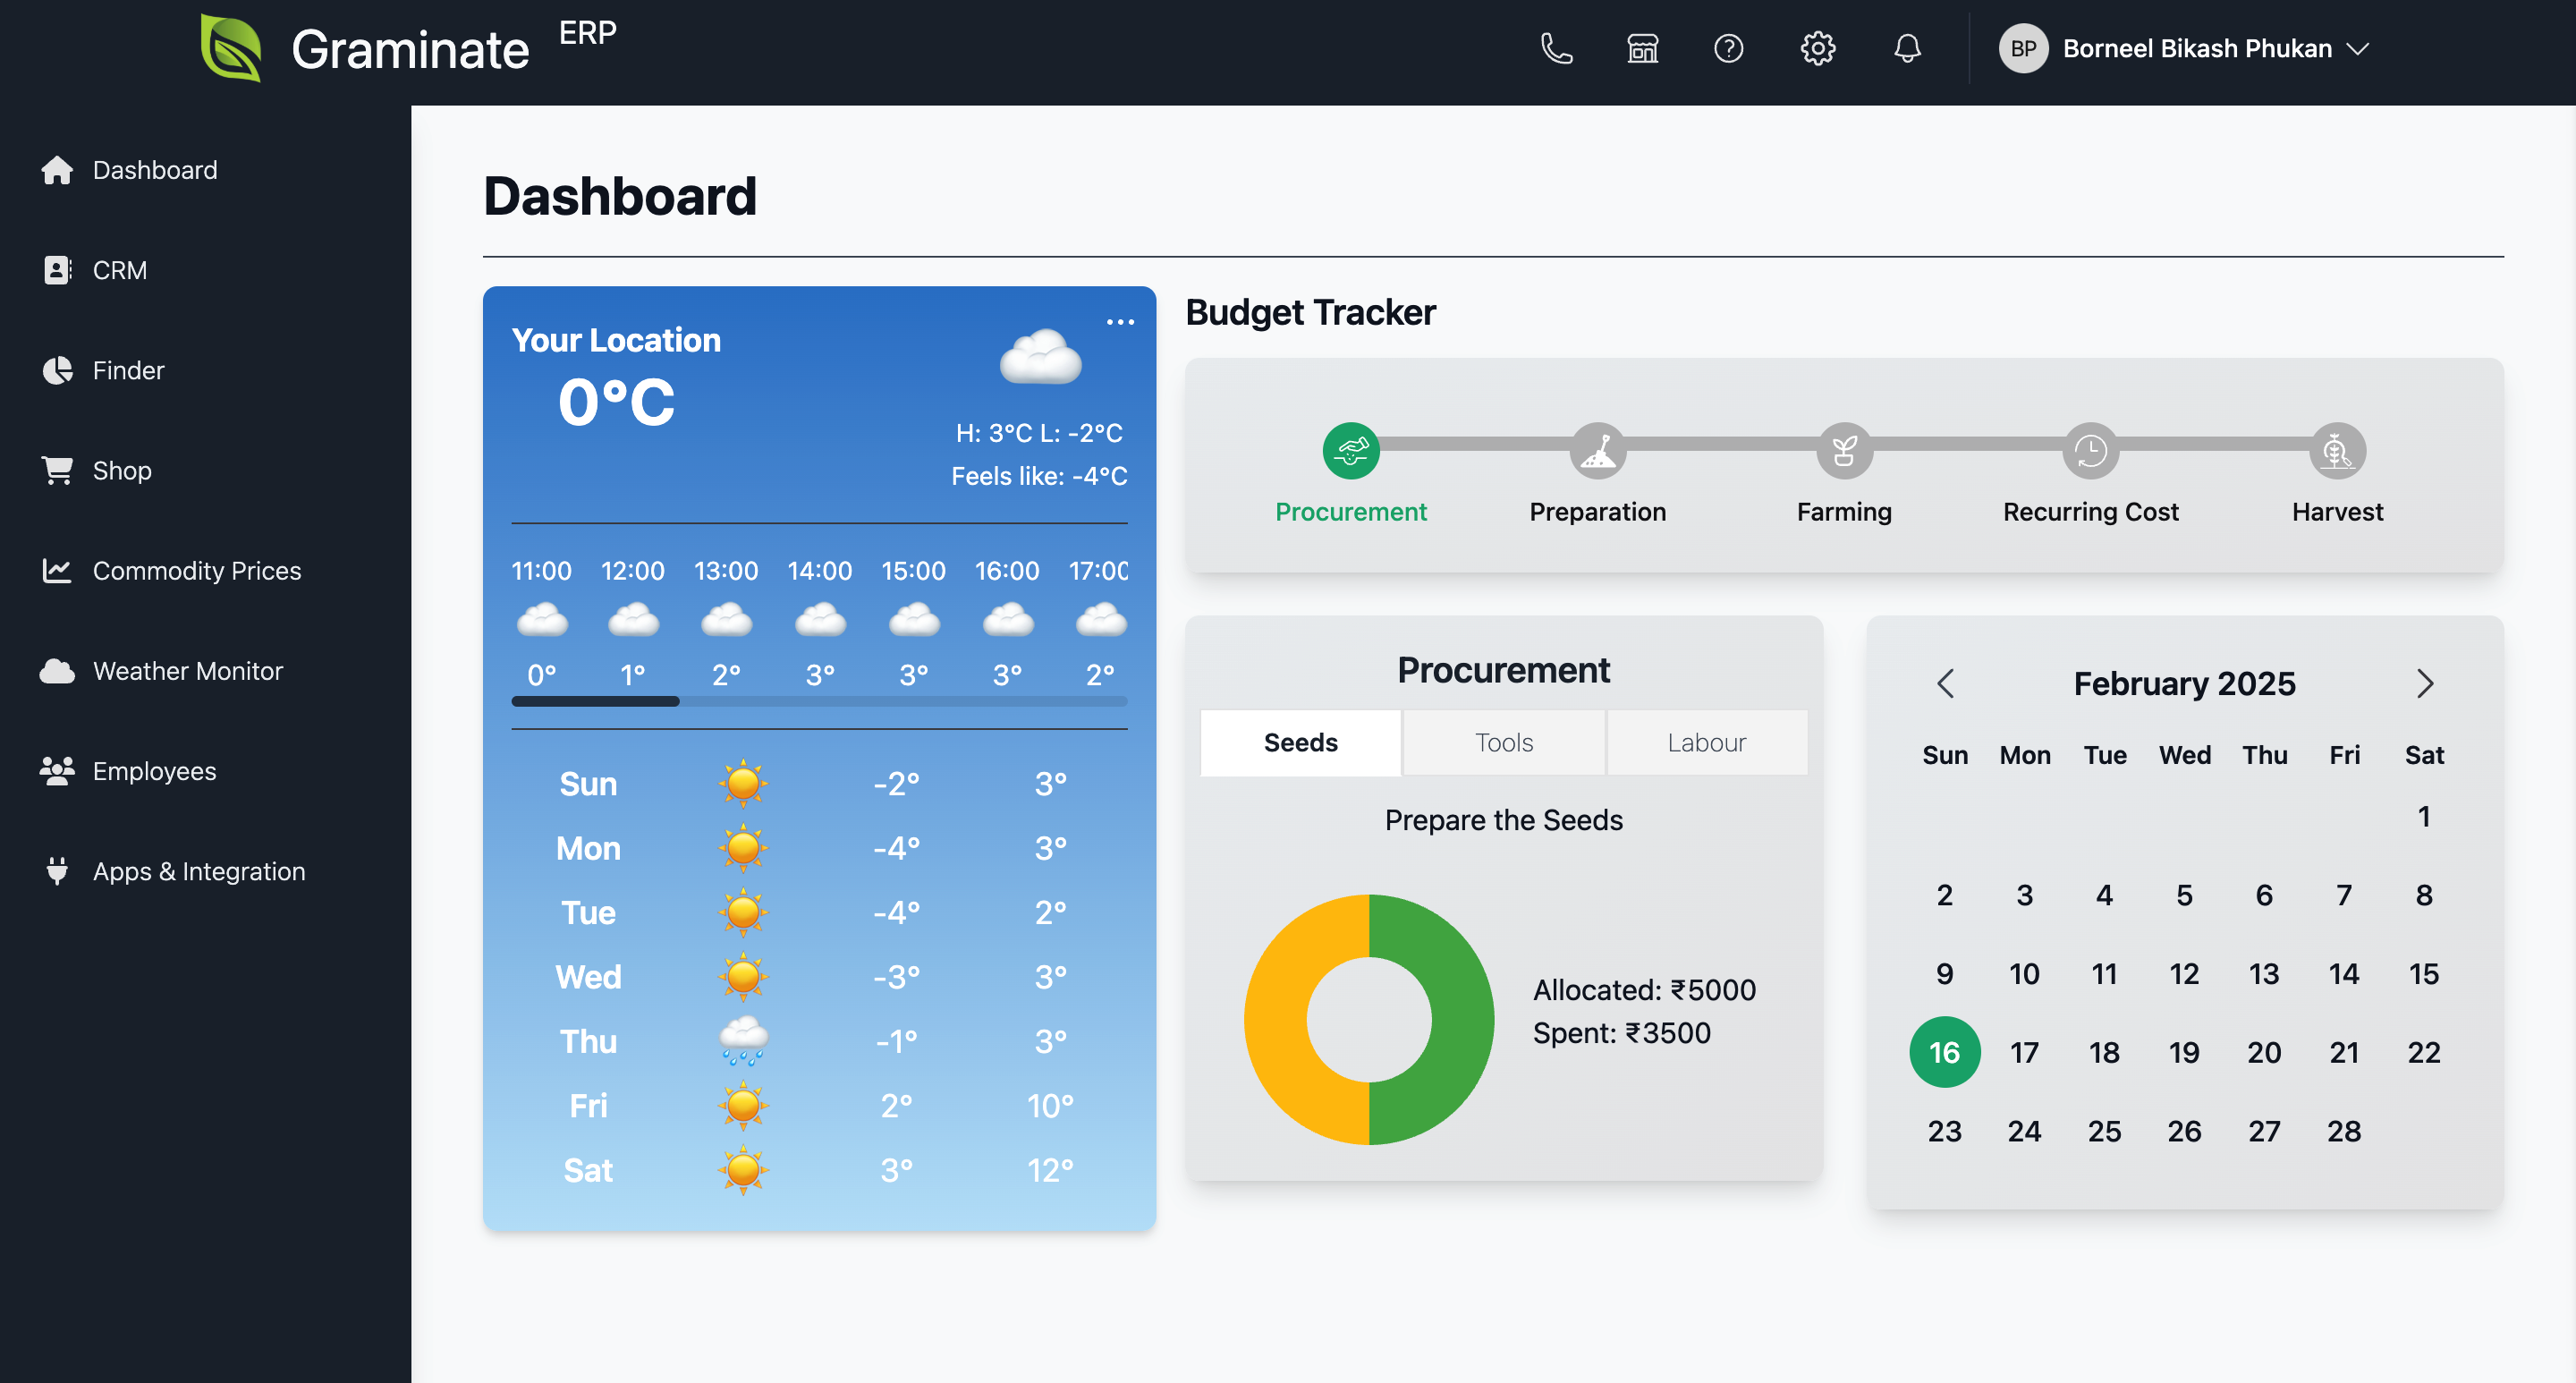 Graminate ERP
BP Borneel Bikash Phukan
Dashboard
CRM
Finder
Shop
Commodity Prices
Weather Monitor
Employees
Apps & Integration
Dashboard
Your Location
0°C
H: 3°C L: -2°C
Feels like: -4°C
11:00 12:00 13:00 14:00 15:00 16:00 17:00
0° 1° 2° 3° 3° 3° 2°
Sun -2° 3°
Mon -4° 3°
Tue -4° 2°
Wed -3° 3°
Thu -1° 3°
Fri 2° 10°
Sat 3° 12°
Budget Tracker
Procurement Preparation Farming Recurring Cost Harvest
Procurement
Seeds Tools Labour
Prepare the Seeds
Allocated: ₹5000
Spent: ₹3500
February 2025
Sun Mon Tue Wed Thu Fri Sat
1
2 3 4 5 6 7 8
9 10 11 12 13 14 15
16 17 18 19 20 21 22
23 24 25 26 27 28